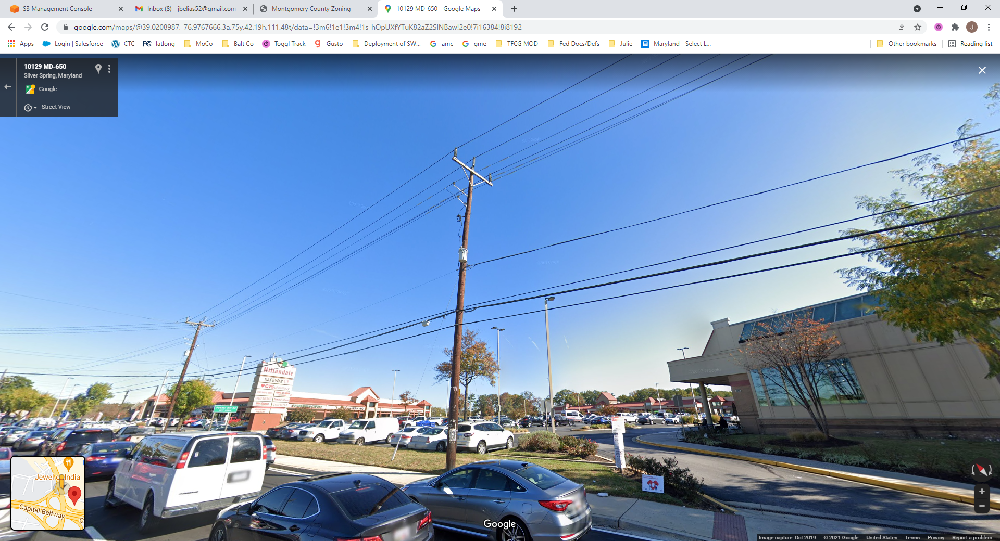 S3 Management Console
Inbox (8) - jbelias52@gmail.com
Montgomery County Zoning
10129 MD-650 - Google Maps
google.com/maps/@39.0208987,-76.9767666,3a,75y,42.19h,111.48t/data=!3m6!1e1!3m4!1s-hOpUXfYTuK82aZ2SINBaw!2e0!7i16384!8i8192
J
Apps
Login | Salesforce
CTC
FC latlong
MoCo
Balt Co
Toggl Track
Gusto
Deployment of SW...
amc
gme
TFCG MOD
Fed Docs/Defs
Julie
Maryland - Select L...
Other bookmarks
Reading list
10129 MD-650
Silver Spring, Maryland
Google
Street View
Hillandale
SAFEWAY
CVS pharmacy
CHIPOTLE
Jewel of India
Capital Beltway
Google
Image capture: Oct 2019 © 2021 Google United States Terms Privacy Report a problem